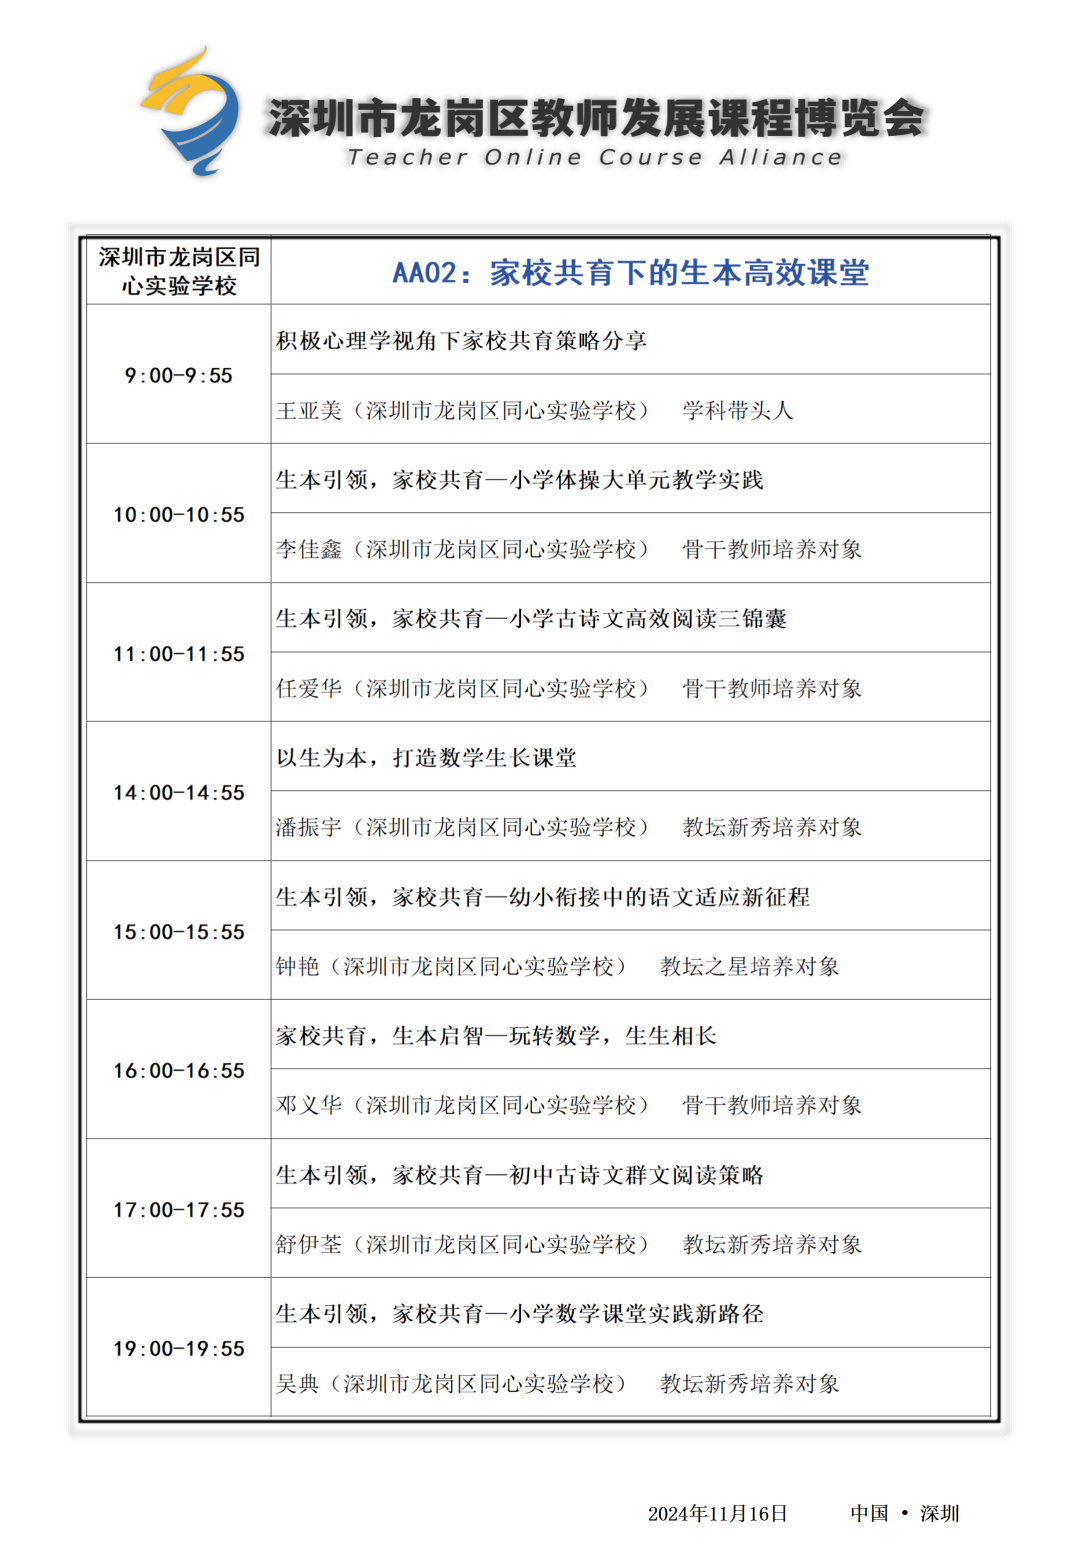 深圳市龙岗区教师发展课程博览会
Teacher Online Course Alliance
深圳市龙岗区同
心实验学校
AA02：家校共育下的生本高效课堂
9:00-9:55
积极心理学视角下家校共育策略分享
王亚美（深圳市龙岗区同心实验学校） 学科带头人
10:00-10:55
生本引领，家校共育—小学体操大单元教学实践
李佳鑫（深圳市龙岗区同心实验学校） 骨干教师培养对象
11:00-11:55
生本引领，家校共育—小学古诗文高效阅读三锦囊
任爱华（深圳市龙岗区同心实验学校） 骨干教师培养对象
14:00-14:55
以生为本，打造数学生长课堂
潘振宇（深圳市龙岗区同心实验学校） 教坛新秀培养对象
15:00-15:55
生本引领，家校共育—幼小衔接中的语文适应新征程
钟艳（深圳市龙岗区同心实验学校） 教坛之星培养对象
16:00-16:55
家校共育，生本启智—玩转数学，生生相长
邓义华（深圳市龙岗区同心实验学校） 骨干教师培养对象
17:00-17:55
生本引领，家校共育—初中古诗文群文阅读策略
舒伊荃（深圳市龙岗区同心实验学校） 教坛新秀培养对象
19:00-19:55
生本引领，家校共育—小学数学课堂实践新路径
吴典（深圳市龙岗区同心实验学校） 教坛新秀培养对象
2024年11月16日 中国 • 深圳